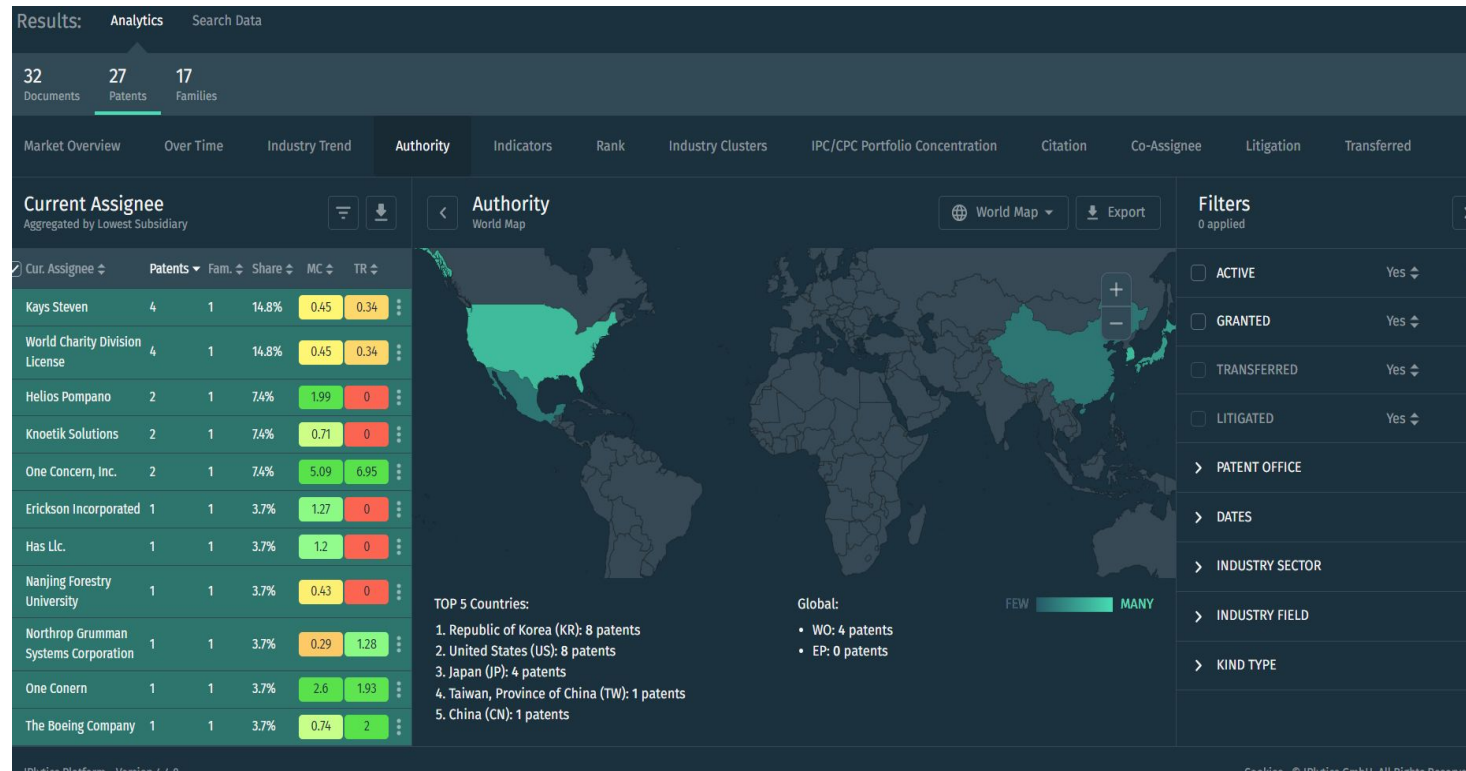 Results: Analytics Search Data
32 27 17
Documents Patents Families
Market Overview Over Time Industry Trend Authority Indicators Rank Industry Clusters IPC/CPC Portfolio Concentration Citation Co-Assignee Litigation Transferred
Current Assignee
Aggregated by Lowest Subsidiary
Cur. Assignee Patents Fam. Share MC TR
Kays Steven 4 1 14.8% 0.45 0.34
World Charity Division
License 4 1 14.8% 0.45 0.34
Helios Pompano 2 1 7.4% 1.99 0
Knoetik Solutions 2 1 7.4% 0.71 0
One Concern, Inc. 2 1 7.4% 5.09 6.95
Erickson Incorporated 1 1 3.7% 1.27 0
Has Llc. 1 1 3.7% 1.2 0
Nanjing Forestry
University 1 1 3.7% 0.43 0
Northrop Grumman
Systems Corporation 1 1 3.7% 0.29 1.28
One Conern 1 1 3.7% 2.6 1.93
The Boeing Company 1 1 3.7% 0.74 2
Authority
World Map
World Map Export
+
−
TOP 5 Countries:
1. Republic of Korea (KR): 8 patents
2. United States (US): 8 patents
3. Japan (JP): 4 patents
4. Taiwan, Province of China (TW): 1 patents
5. China (CN): 1 patents
Global:
• WO: 4 patents
• EP: 0 patents
FEW MANY
Filters
0 applied
ACTIVE Yes
GRANTED Yes
TRANSFERRED Yes
LITIGATED Yes
PATENT OFFICE
DATES
INDUSTRY SECTOR
INDUSTRY FIELD
KIND TYPE